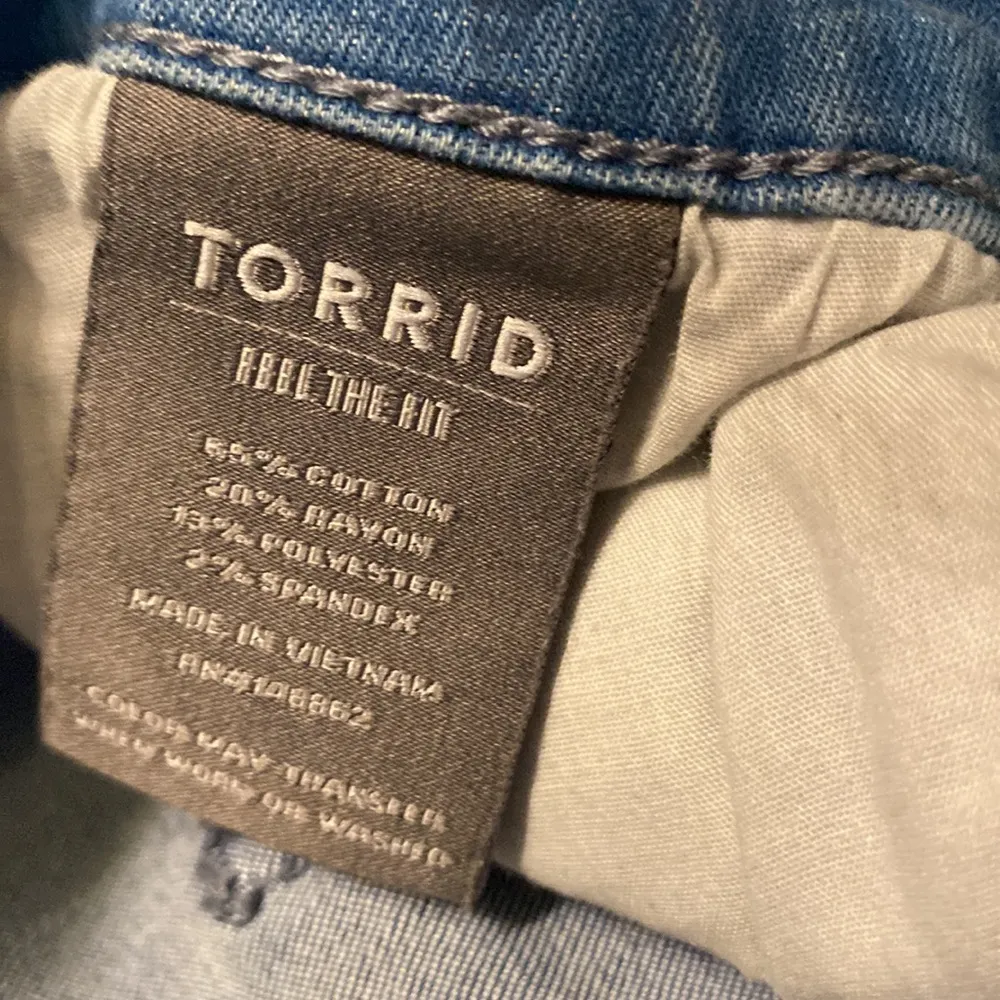 TORRID
FEEL THE FIT
65% COTTON
20% RAYON
13% POLYESTER
2% SPANDEX
MADE IN VIETNAM
RN#148862
COLOR MAY TRANSFER
WHEN WORN OR WASHED